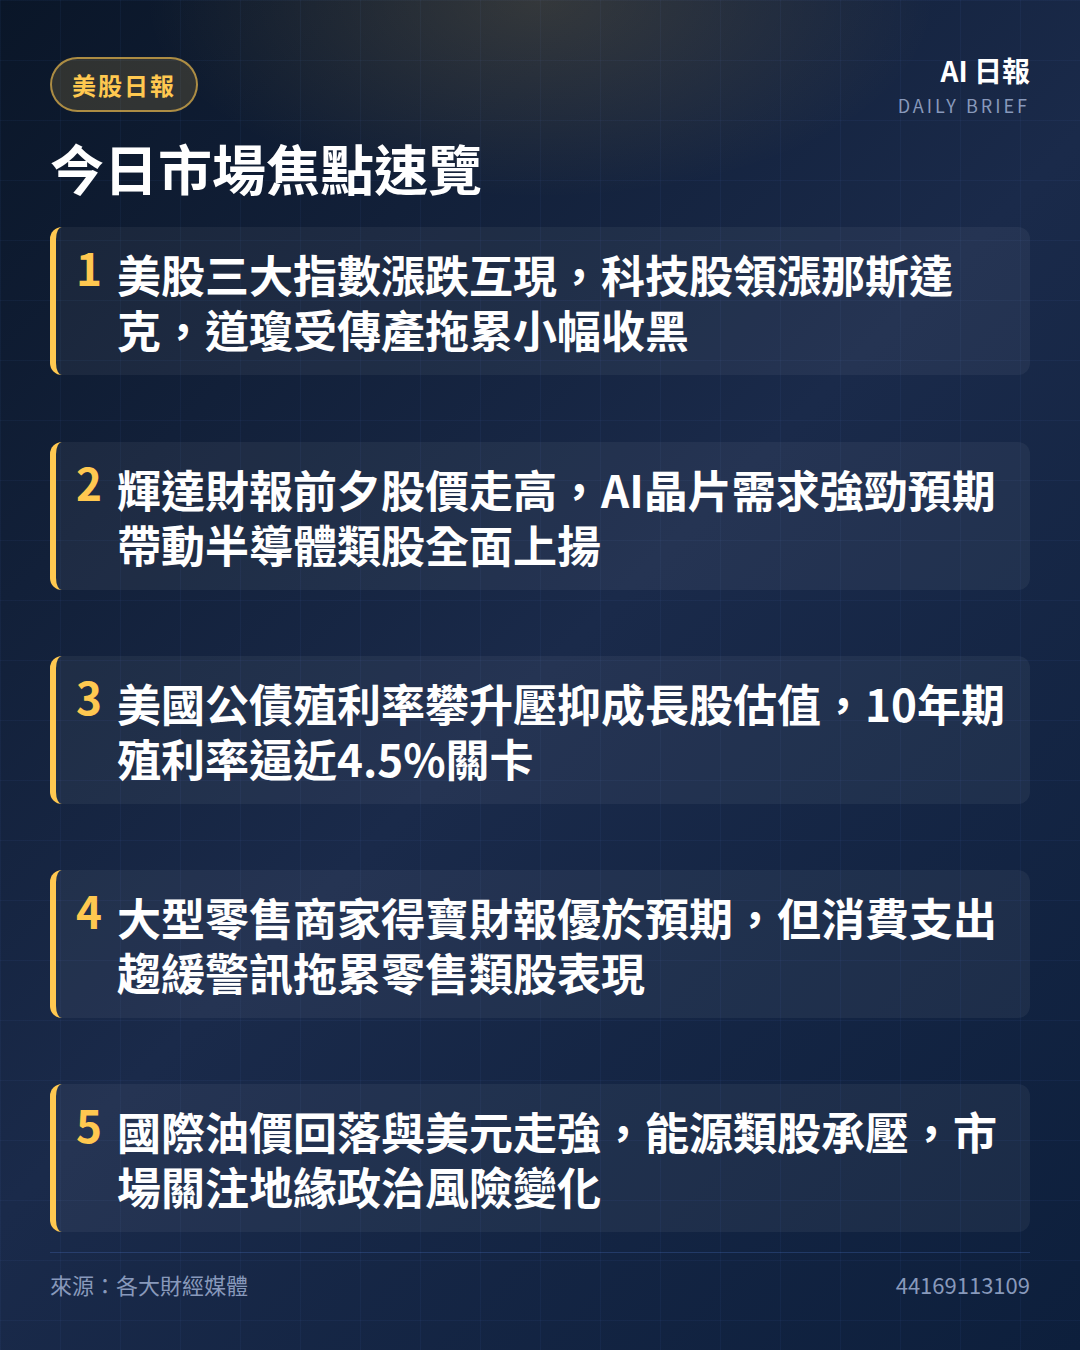 美股日報
AI 日報
DAILY BRIEF
今日市場焦點速覽
1 美股三大指數漲跌互現，科技股領漲那斯達
克，道瓊受傳產拖累小幅收黑
2 輝達財報前夕股價走高，AI晶片需求強勁預期
帶動半導體類股全面上揚
3 美國公債殖利率攀升壓抑成長股估值，10年期
殖利率逼近4.5%關卡
4 大型零售商家得寶財報優於預期，但消費支出
趨緩警訊拖累零售類股表現
5 國際油價回落與美元走強，能源類股承壓，市
場關注地緣政治風險變化
來源：各大財經媒體
44169113109